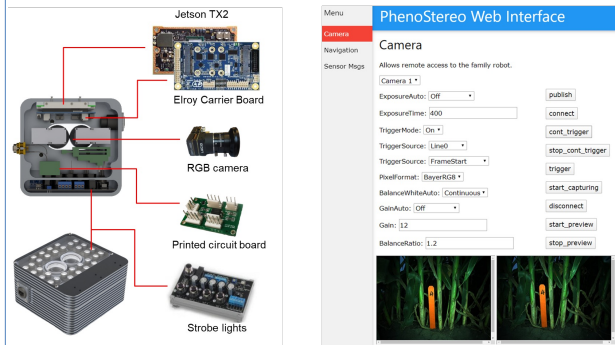 Jetson TX2
Elroy Carrier Board
RGB camera
Printed circuit board
Strobe lights
Menu
Camera
Navigation
Sensor Msgs
PhenoStereo Web Interface
Camera
Allows remote access to the family robot.
Camera 1
ExposureAuto: Off
publish
ExposureTime: 400
connect
TriggerMode: On
cont_trigger
TriggerSource: Line0
stop_cont_trigger
TriggerSource: FrameStart
trigger
PixelFormat: BayerRG8
start_capturing
BalanceWhiteAuto: Continuous
disconnect
GainAuto: Off
start_preview
Gain: 12
stop_preview
BalanceRatio: 1.2